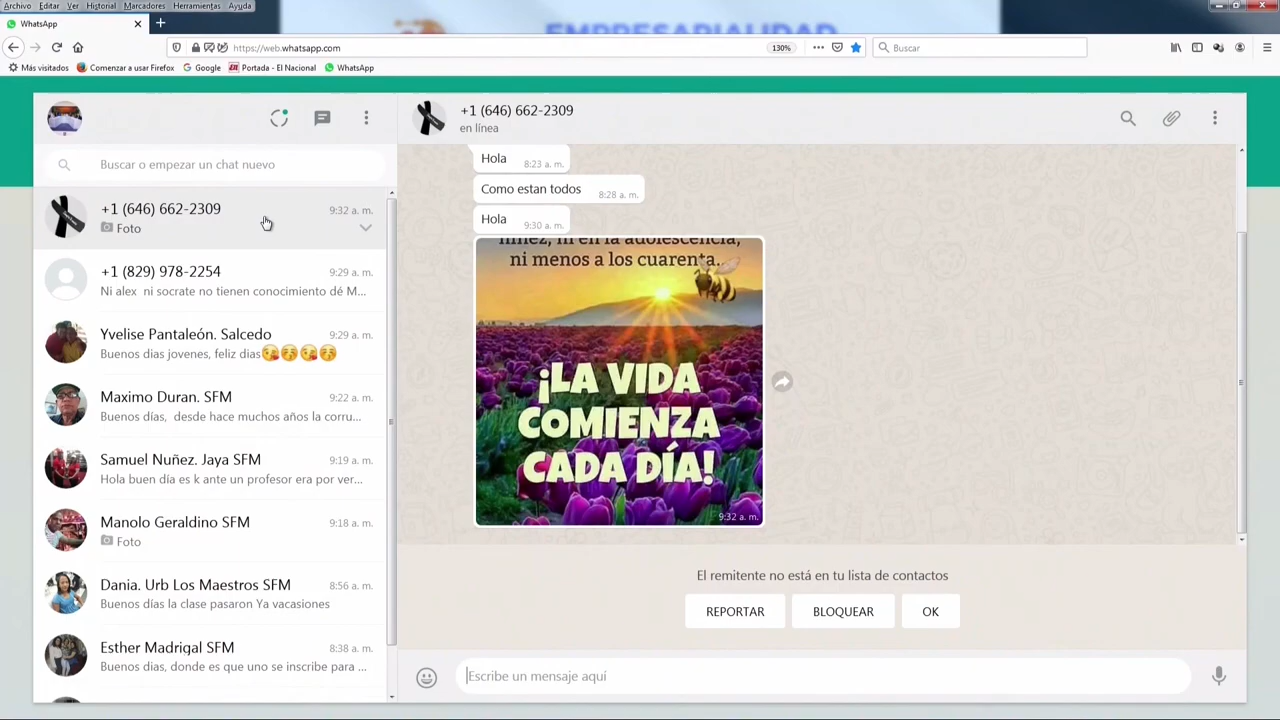 Archivo Editar Ver Historial Marcadores Herramientas Ayuda
EMPRESARIALIDAD
WhatsApp
https://web.whatsapp.com
130%
Buscar
Más visitados
Comenzar a usar Firefox
Google
Portada - El Nacional
WhatsApp
Buscar o empezar un chat nuevo
+1 (646) 662-2309
9:32 a. m.
Foto
+1 (829) 978-2254
9:29 a. m.
Ni alex ni socrate no tienen conocimiento dé M...
Yvelise Pantaleón. Salcedo
9:29 a. m.
Buenos dias jovenes, feliz dias😘😚😘😚
Maximo Duran. SFM
9:22 a. m.
Buenos días, desde hace muchos años la corru...
Samuel Nuñez. Jaya SFM
9:19 a. m.
Hola buen día es k ante un profesor era por ver...
Manolo Geraldino SFM
9:18 a. m.
Foto
Dania. Urb Los Maestros SFM
8:56 a. m.
Buenos días la clase pasaron Ya vacasiones
Esther Madrigal SFM
8:38 a. m.
Buenos dias, donde es que uno se inscribe para ...
+1 (646) 662-2309
en línea
Hola
8:23 a. m.
Como estan todos
8:28 a. m.
Hola
9:30 a. m.
niñez, ni en la adolescencia,
ni menos a los cuarenta..
¡LA VIDA
COMIENZA
CADA DÍA!
9:32 a. m.
El remitente no está en tu lista de contactos
REPORTAR
BLOQUEAR
OK
Escribe un mensaje aquí